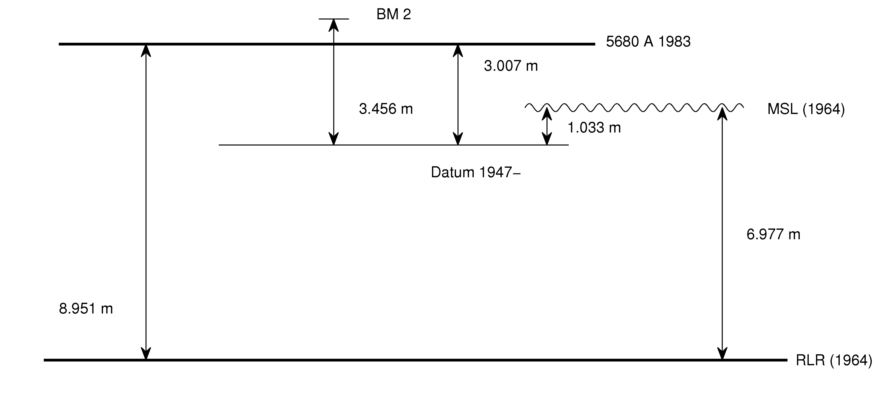 BM 2
5680 A 1983
3.007 m
3.456 m
MSL (1964)
1.033 m
Datum 1947–
6.977 m
8.951 m
RLR (1964)